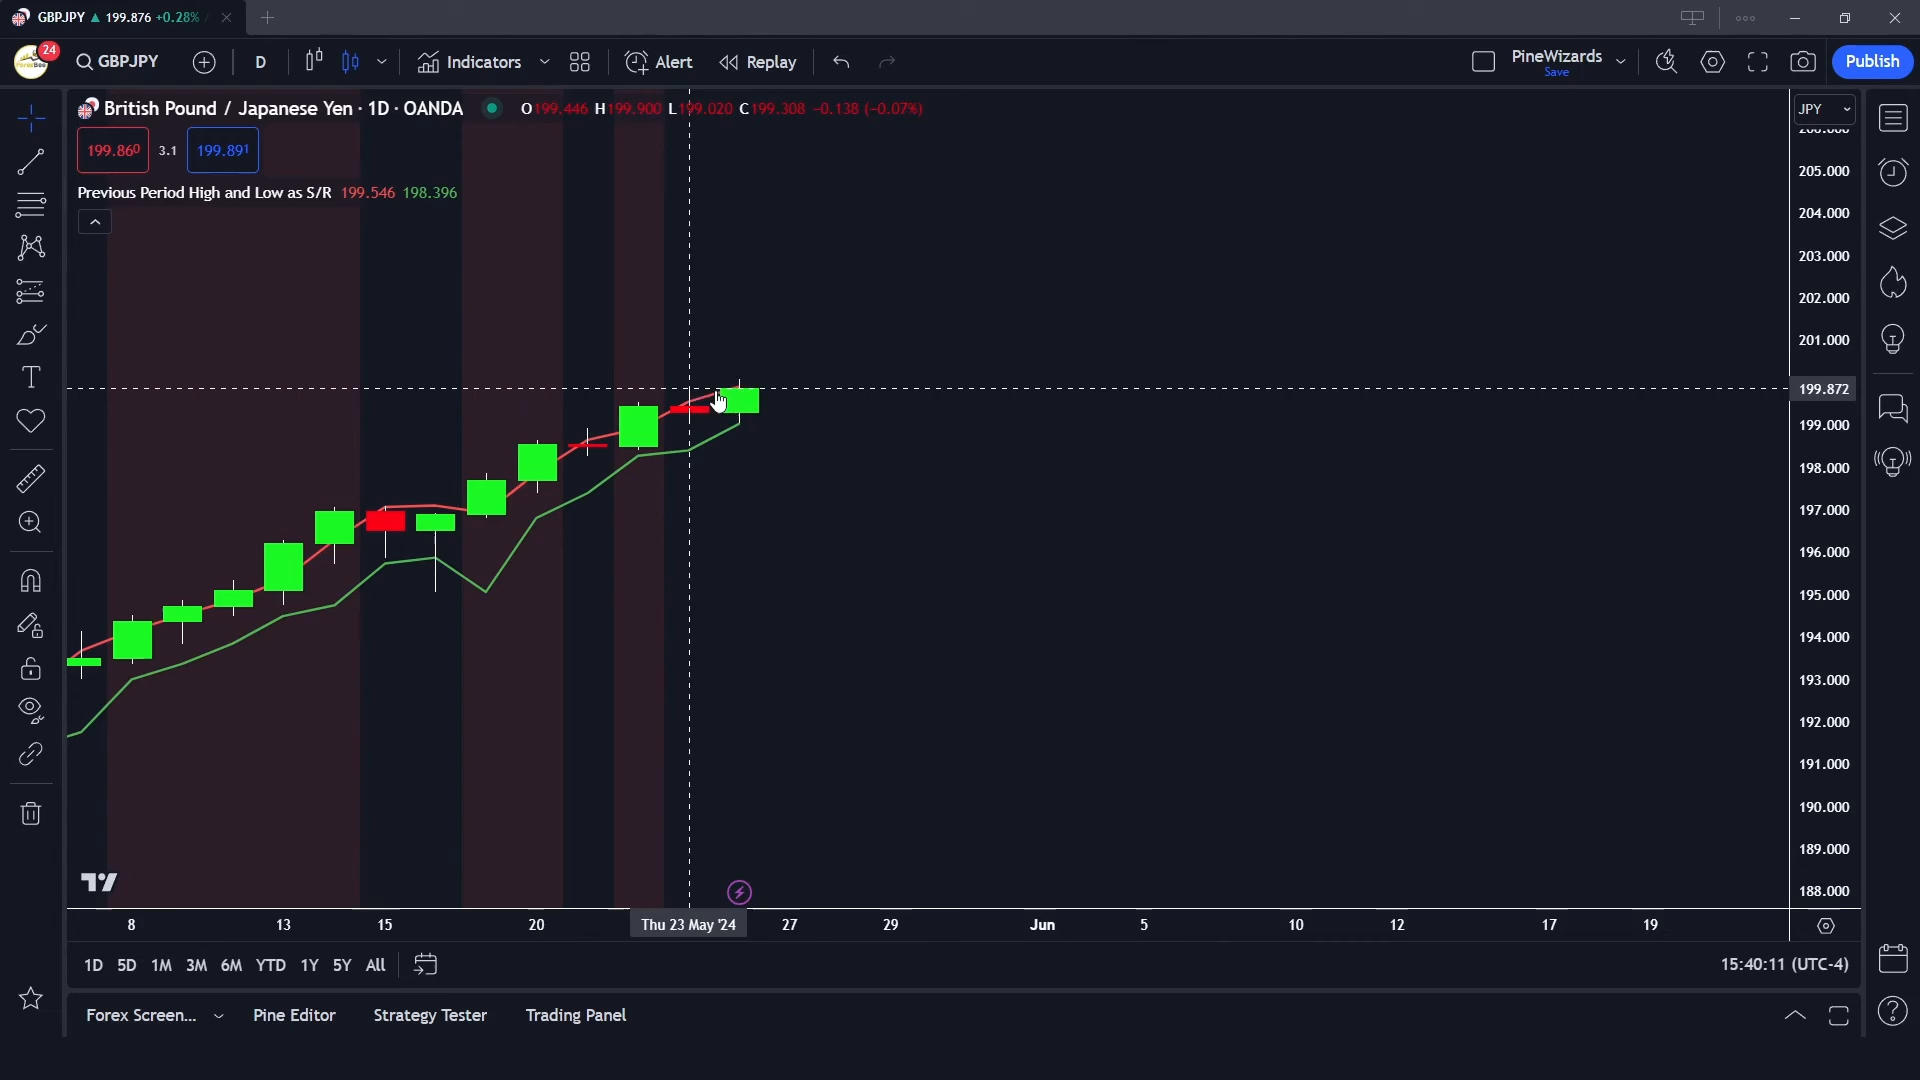 GBPJPY ▲ 199.876 +0.28% /
24
GBPJPY
D
Indicators
Alert
Replay
PineWizards
Save
Publish
British Pound / Japanese Yen · 1D · OANDA
O199.446 H199.900 L199.020 C199.308 −0.138 (−0.07%)
JPY
199.860
3.1
199.891
Previous Period High and Low as S/R 199.546 198.396
205.000
204.000
203.000
202.000
201.000
199.872
199.000
198.000
197.000
196.000
195.000
194.000
193.000
192.000
191.000
190.000
189.000
188.000
8
13
15
20
Thu 23 May '24
27
29
Jun
5
10
12
17
19
1D 5D 1M 3M 6M YTD 1Y 5Y All
15:40:11 (UTC-4)
Forex Screen...
Pine Editor
Strategy Tester
Trading Panel